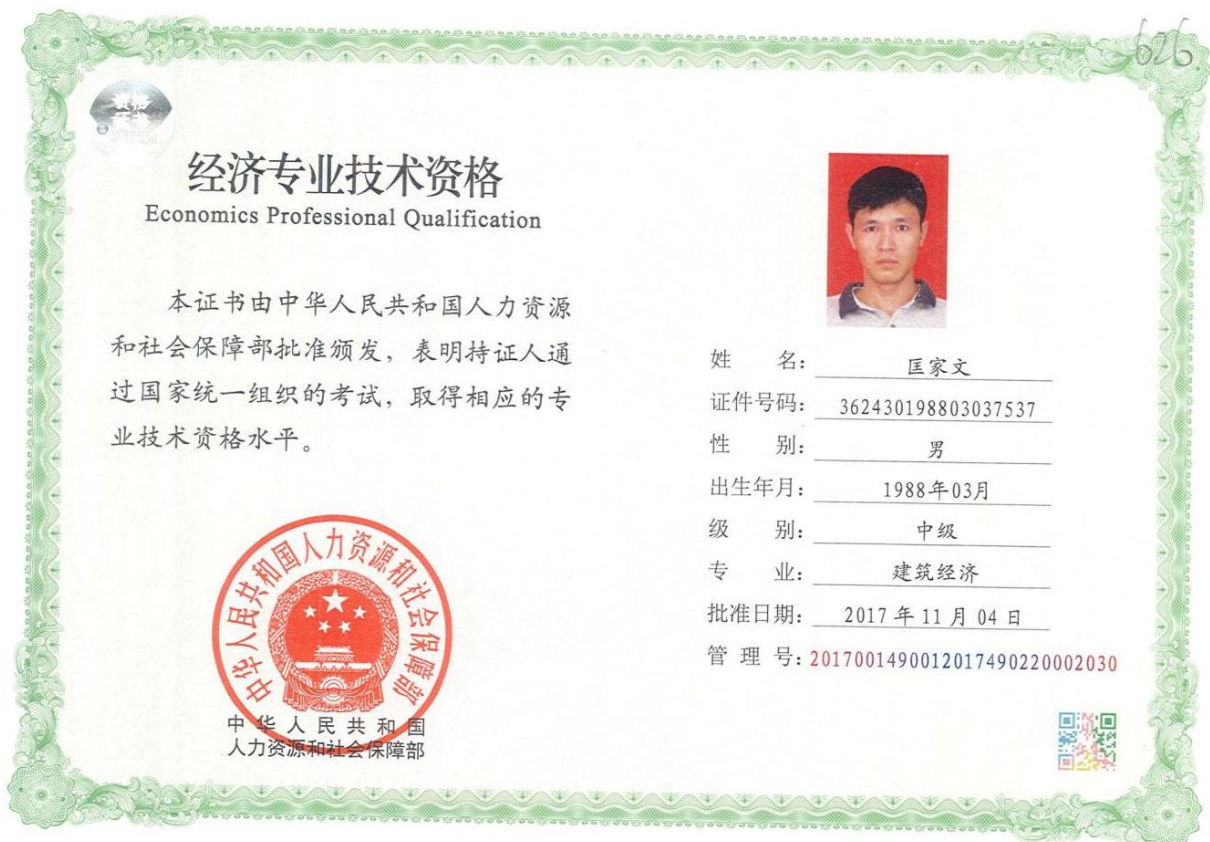 626
经济专业技术资格
Economics Professional Qualification
本证书由中华人民共和国人力资源
和社会保障部批准颁发，表明持证人通
过国家统一组织的考试，取得相应的专
业技术资格水平。
中华人民共和国人力资源和社会保障部
中华人民共和国
人力资源和社会保障部
姓 名： 匡家文
证件号码： 362430198803037537
性 别： 男
出生年月： 1988年03月
级 别： 中级
专 业： 建筑经济
批准日期： 2017 年 11 月 04 日
管 理 号：2017001490012017490220002030